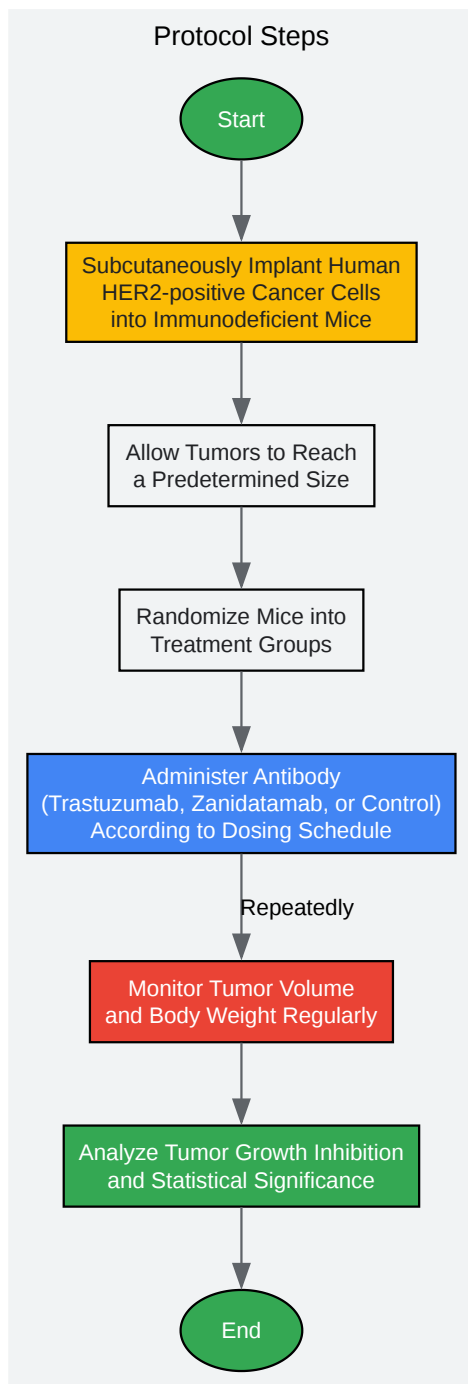 Protocol Steps
Start
Subcutaneously Implant Human
HER2-positive Cancer Cells
into Immunodeficient Mice
Allow Tumors to Reach
a Predetermined Size
Randomize Mice into
Treatment Groups
Administer Antibody
(Trastuzumab, Zanidatamab, or Control)
According to Dosing Schedule
Repeatedly
Monitor Tumor Volume
and Body Weight Regularly
Analyze Tumor Growth Inhibition
and Statistical Significance
End